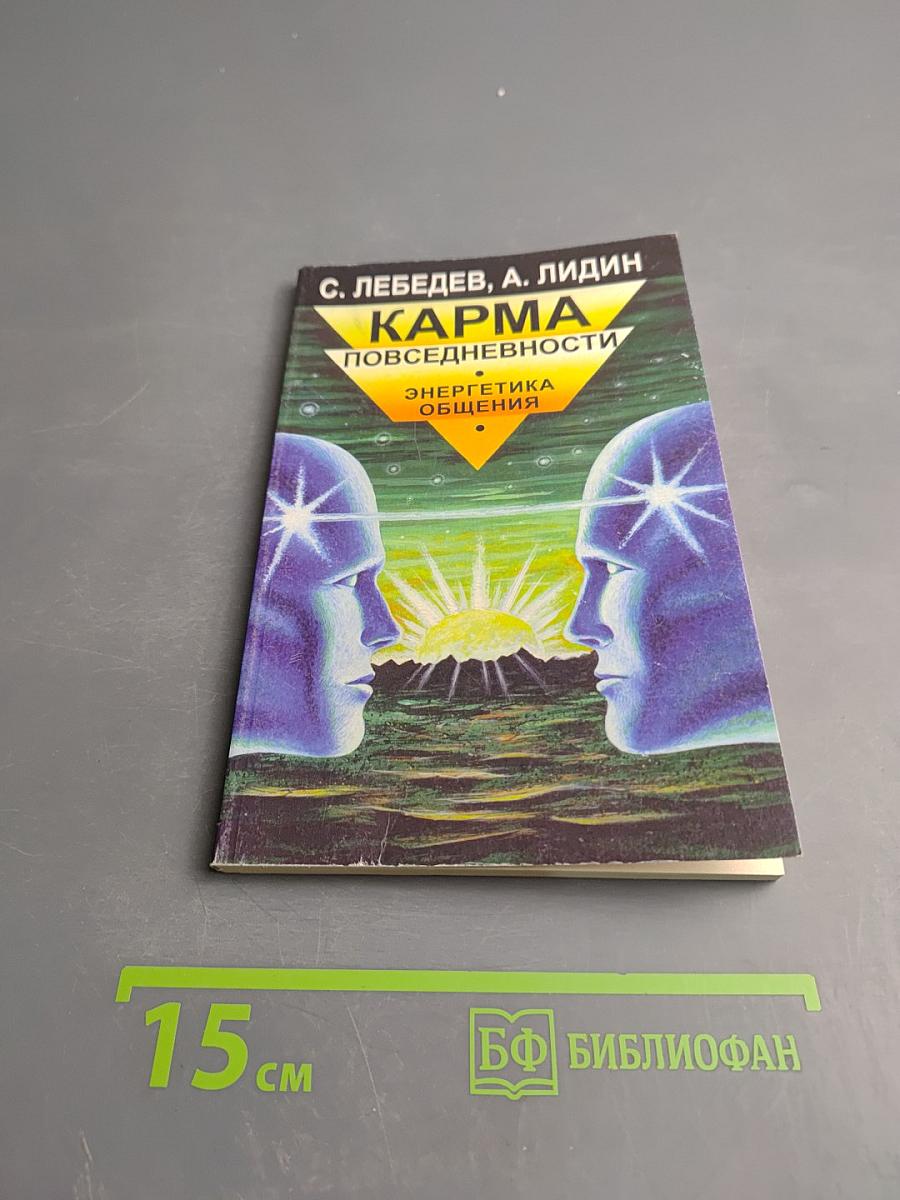 С. ЛЕБЕДЕВ, А. ЛИДИН
КАРМА
ПОВСЕДНЕВНОСТИ
ЭНЕРГЕТИКА
ОБЩЕНИЯ
15 см
БФ БИБЛИОФАН